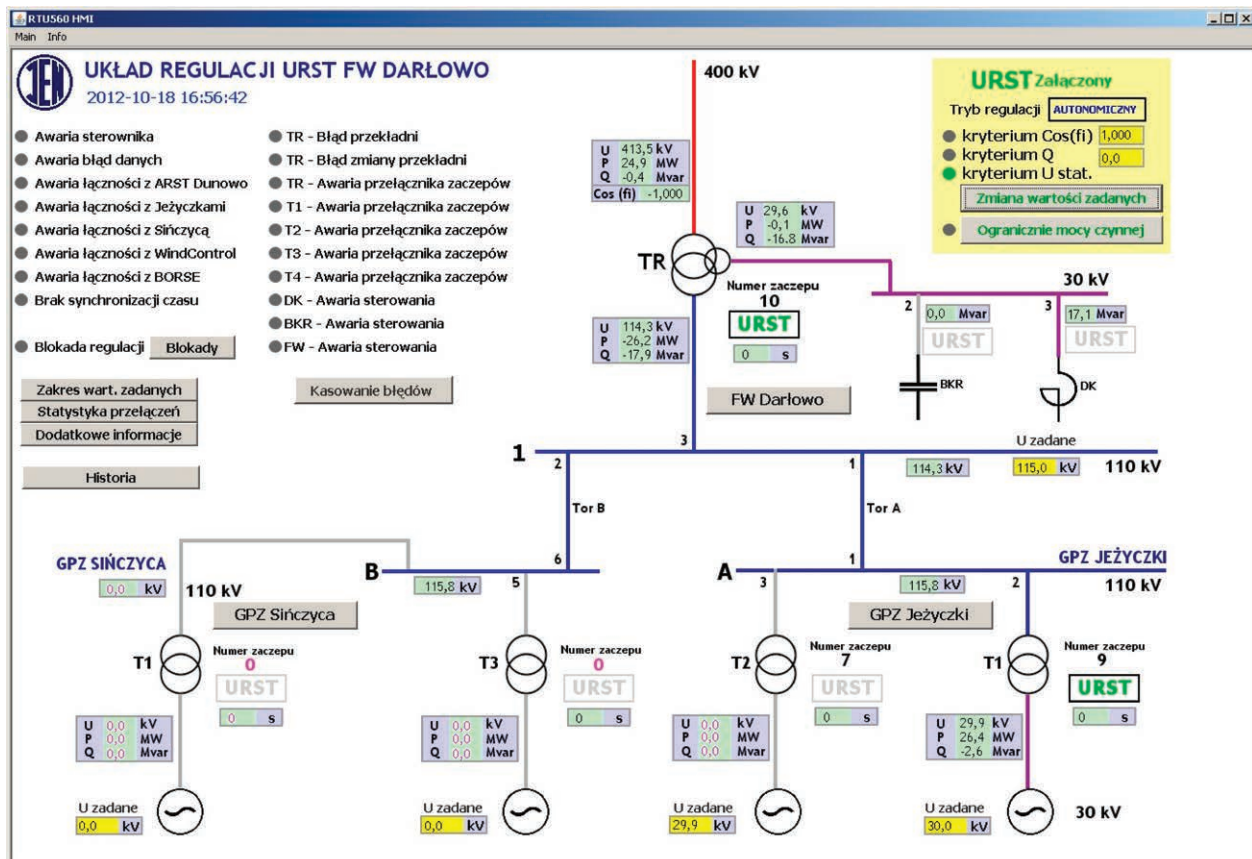 RTU560 HMI
Main Info
JEN
UKŁAD REGULACJI URST FW DARŁOWO
2012-10-18 16:56:42
Awaria sterownika
Awaria błąd danych
Awaria łączności z ARST Dunowo
Awaria łączności z Jeżyczkami
Awaria łączności z Sińczycą
Awaria łączności z WindControl
Awaria łączności z BORSE
Brak synchronizacji czasu
Blokada regulacji Blokady
TR - Błąd przekładni
TR - Błąd zmiany przekładni
TR - Awaria przełącznika zaczepów
T1 - Awaria przełącznika zaczepów
T2 - Awaria przełącznika zaczepów
T3 - Awaria przełącznika zaczepów
T4 - Awaria przełącznika zaczepów
DK - Awaria sterowania
BKR - Awaria sterowania
FW - Awaria sterowania
Zakres wart. zadanych
Statystyka przełączeń
Dodatkowe informacje
Historia
Kasowanie błędów
400 kV
U 413,5 kV
P 24,9 MW
Q -0,4 Mvar
Cos (fi) -1,000
URST Załączony
Tryb regulacji AUTONOMICZNY
kryterium Cos(fi) 1,000
kryterium Q 0,0
kryterium U stat.
Zmiana wartości zadanych
Ogranicznie mocy czynnej
U 29,6 kV
P -0,1 MW
Q -16.8 Mvar
TR
Numer zaczepu
10
URST
0 s
U 114,3 kV
P -26,2 MW
Q -17,9 Mvar
30 kV
2 3
0,0 Mvar
URST
17,1 Mvar
URST
BKR
DK
FW Darłowo
3
1
2 1
U zadane
114,3 kV 115,0 kV 110 kV
Tor B
Tor A
GPZ SIŃCZYCA
0,0 kV
110 kV
GPZ Sińczyca
B
6
5
115,8 kV
A
1
3 2
115,8 kV
GPZ JEŻYCZKI
110 kV
GPZ Jeżyczki
T1
Numer zaczepu
0
URST
0 s
U 0,0 kV
P 0,0 MW
Q 0,0 Mvar
U zadane
0,0 kV
T3
Numer zaczepu
0
URST
0 s
U 0,0 kV
P 0,0 MW
Q 0,0 Mvar
U zadane
0,0 kV
T2
Numer zaczepu
7
URST
0 s
U 0,0 kV
P 0,0 MW
Q 0,0 Mvar
U zadane
29,9 kV
T1
Numer zaczepu
9
URST
0 s
U 29,9 kV
P 26,4 MW
Q -2,6 Mvar
U zadane
30,0 kV
30 kV